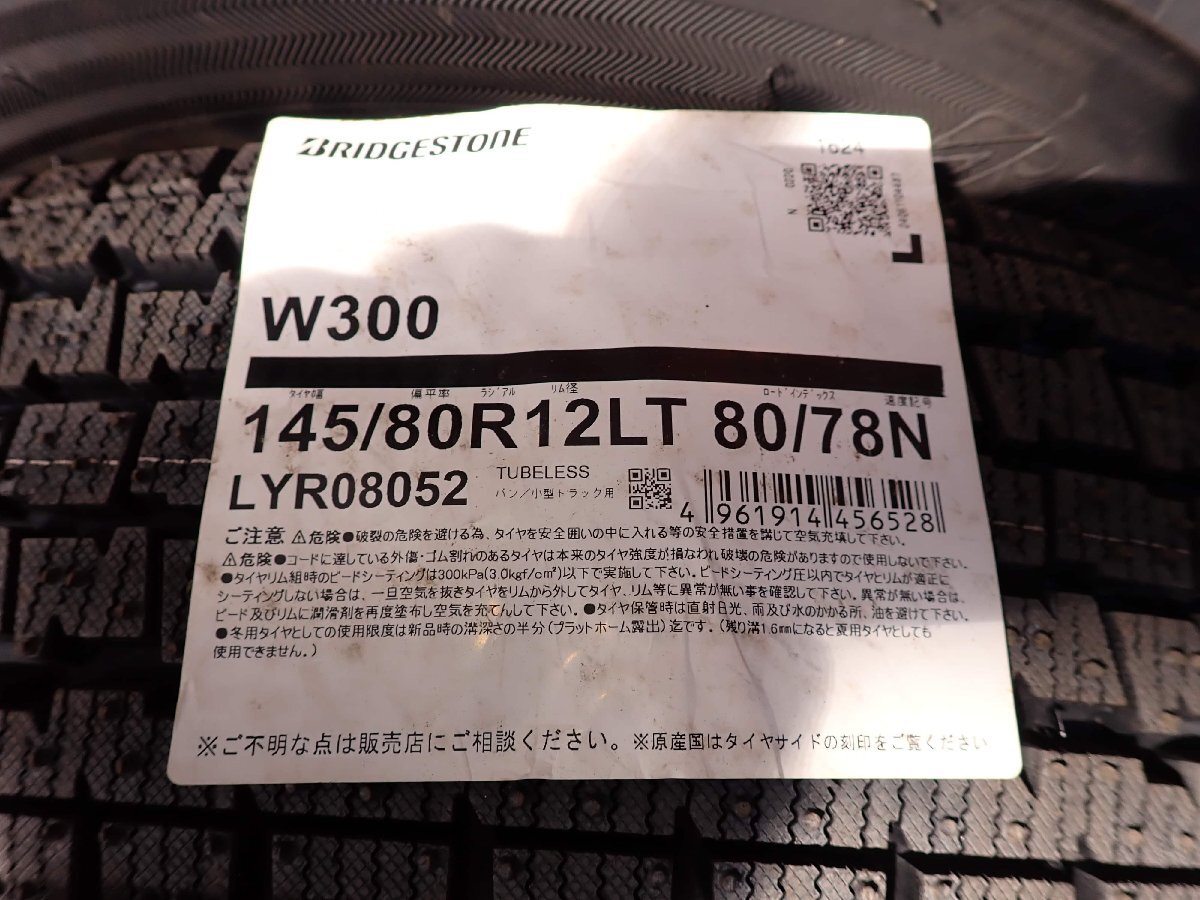 BRIDGESTONE
1624
N 0220
L
W300
タイヤ幅 偏平率 ラジアル リム径 ロードインデックス 速度記号
145/80R12LT 80/78N
LYR08052
TUBELESS
バン/小型トラック用
4 961914 456528
ご注意 ⚠危険●破裂の危険を避ける為、タイヤを安全囲いの中に入れる等の安全措置を講じて空気充填して下さい。
⚠危険●コードに達している外傷・ゴム割れのあるタイヤは本来のタイヤ強度が損なわれ破壊の危険がありますので使用しないで下さい。
●タイヤリム組時のビードシーティングは300kPa(3.0kgf/cm²)以下で実施して下さい。ビードシーティング圧以内でタイヤとリムが適正に
シーティングしない場合は、一旦空気を抜きタイヤをリムから外してタイヤ、リム等に異常が無い事を確認して下さい。異常が無い場合は、
ビード及びリムに潤滑剤を再度塗布し空気を充てんして下さい。●タイヤ保管時は直射日光、雨及び水のかかる所、油を避けて下さい。
●冬用タイヤとしての使用限度は新品時の溝深さの半分(プラットホーム露出)迄です。(残り溝1.6mmになると夏用タイヤとしても
使用できません。)
※ご不明な点は販売店にご相談ください。※原産国はタイヤサイドの刻印をご覧ください